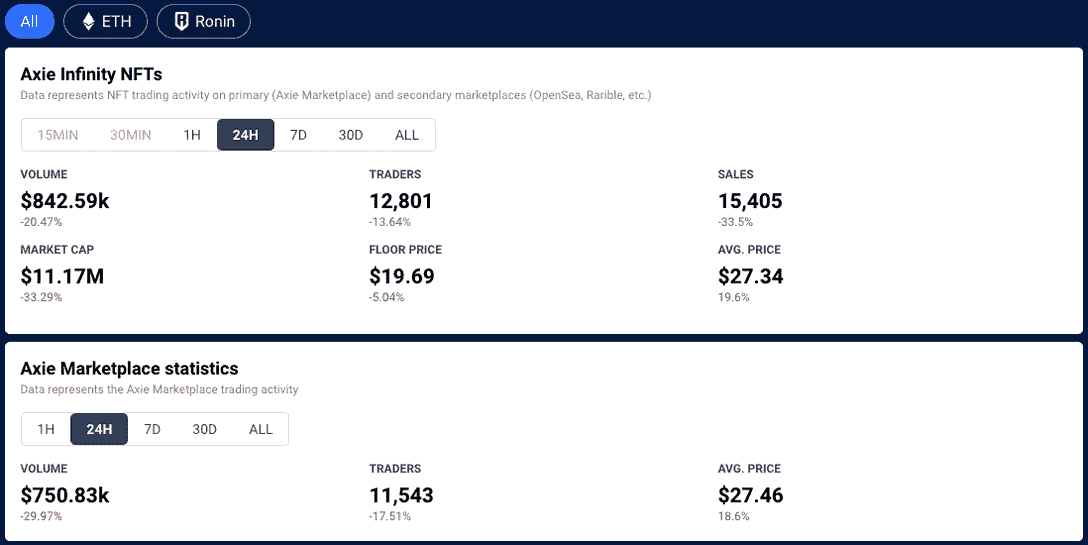 All ETH Ronin
Axie Infinity NFTs
Data represents NFT trading activity on primary (Axie Marketplace) and secondary marketplaces (OpenSea, Rarible, etc.)
15MIN 30MIN 1H 24H 7D 30D ALL
VOLUME TRADERS SALES
$842.59k 12,801 15,405
-20.47% -13.64% -33.5%
MARKET CAP FLOOR PRICE AVG. PRICE
$11.17M $19.69 $27.34
-33.29% -5.04% 19.6%
Axie Marketplace statistics
Data represents the Axie Marketplace trading activity
1H 24H 7D 30D ALL
VOLUME TRADERS AVG. PRICE
$750.83k 11,543 $27.46
-29.97% -17.51% 18.6%